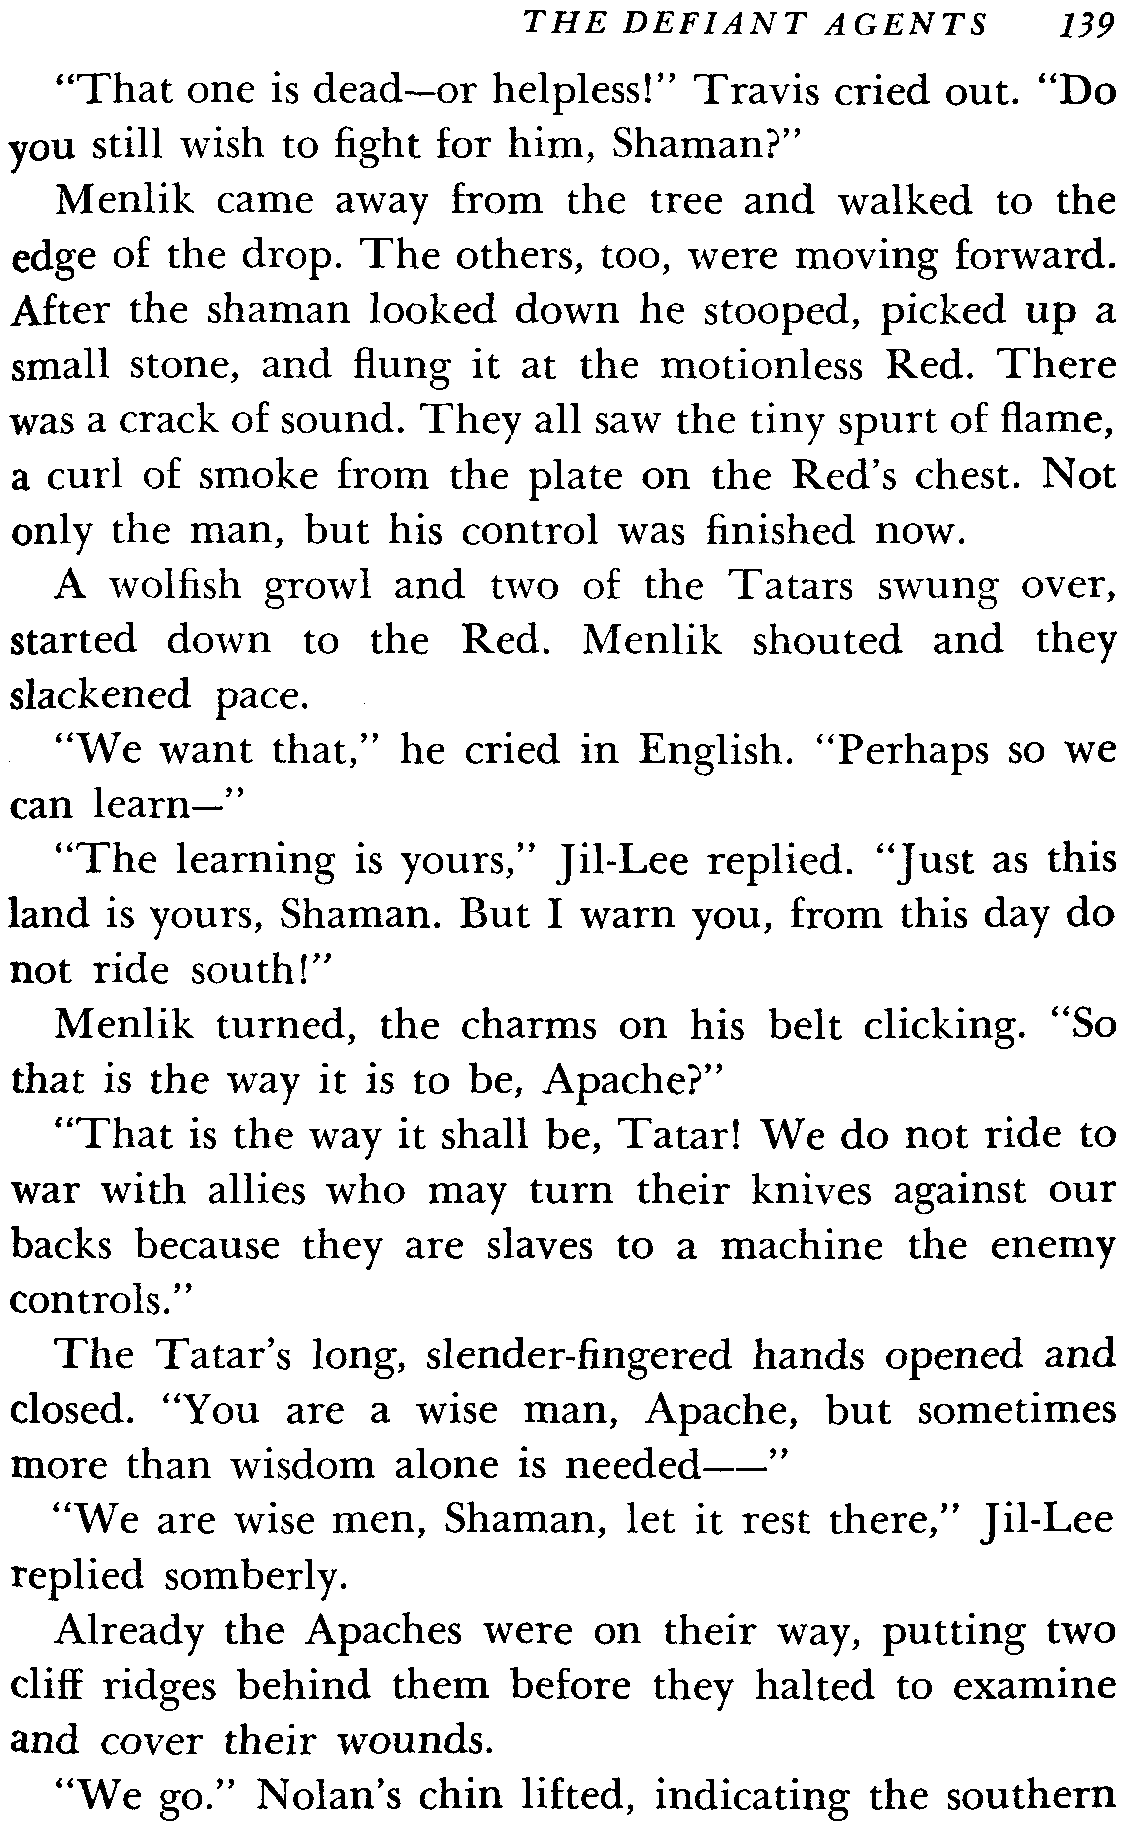 THE DEFIANT AGENTS 139
“That one is dead—or helpless!” Travis cried out. “Do
you still wish to fight for him, Shaman?”
Menlik came away from the tree and walked to the
edge of the drop. The others, too, were moving forward.
After the shaman looked down he stooped, picked up a
small stone, and flung it at the motionless Red. There
was a crack of sound. They all saw the tiny spurt of flame,
a curl of smoke from the plate on the Red’s chest. Not
only the man, but his control was finished now.
A wolfish growl and two of the Tatars swung over,
started down to the Red. Menlik shouted and they
slackened pace.
“We want that,” he cried in English. “Perhaps so we
can learn—”
“The learning is yours,” Jil-Lee replied. “Just as this
land is yours, Shaman. But I warn you, from this day do
not ride south!”
Menlik turned, the charms on his belt clicking. “So
that is the way it is to be, Apache?”
“That is the way it shall be, Tatar! We do not ride to
war with allies who may turn their knives against our
backs because they are slaves to a machine the enemy
controls.”
The Tatar’s long, slender-fingered hands opened and
closed. “You are a wise man, Apache, but sometimes
more than wisdom alone is needed——”
“We are wise men, Shaman, let it rest there,” Jil-Lee
replied somberly.
Already the Apaches were on their way, putting two
cliff ridges behind them before they halted to examine
and cover their wounds.
“We go.” Nolan’s chin lifted, indicating the southern